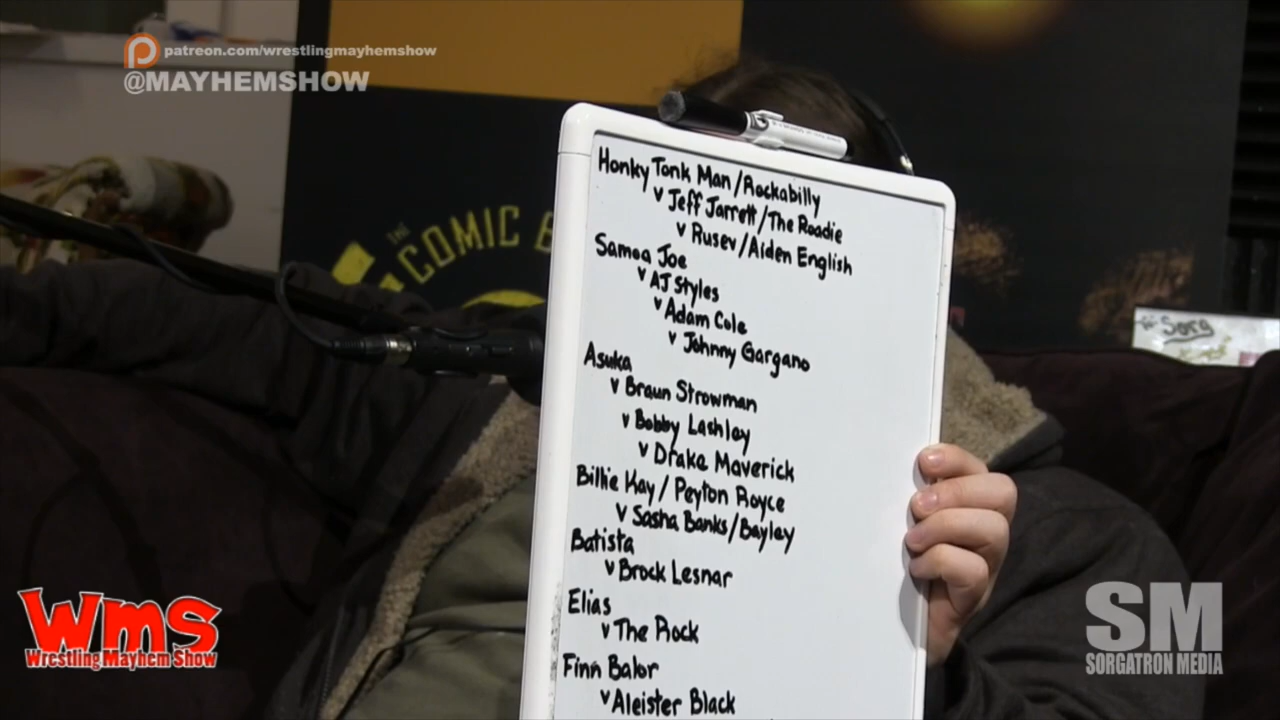 patreon.com/wrestlingmayhemshow
@MAYHEMSHOW
THE
COMIC
Honky Tonk Man/Rockabilly
v Jeff Jarrett/The Roadie
v Rusev/Aiden English
Samoa Joe
v AJ Styles
v Adam Cole
v Johnny Gargano
Asuka
v Braun Strowman
v Bobby Lashley
v Drake Maverick
Billie Kay / Peyton Royce
v Sasha Banks/Bayley
Batista
v Brock Lesnar
Elias
v The Rock
Finn Balor
v Aleister Black
Sorg
WMS
Wrestling Mayhem Show
SM
SORGATRON MEDIA